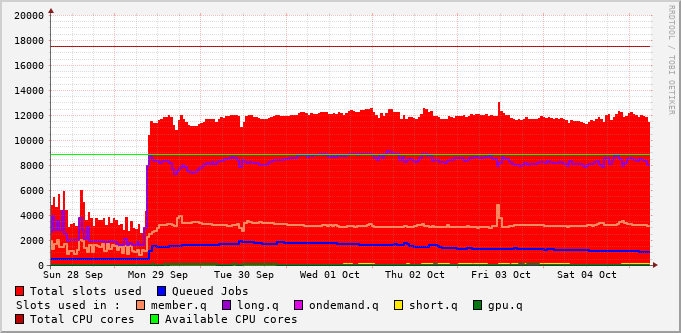 20000
18000
16000
14000
12000
10000
8000
6000
4000
2000
0
Sun 28 Sep Mon 29 Sep Tue 30 Sep Wed 01 Oct Thu 02 Oct Fri 03 Oct Sat 04 Oct
RRDTOOL / TOBI OETIKER
Total slots used Queued Jobs
Slots used in : member.q long.q ondemand.q short.q gpu.q
Total CPU cores Available CPU cores